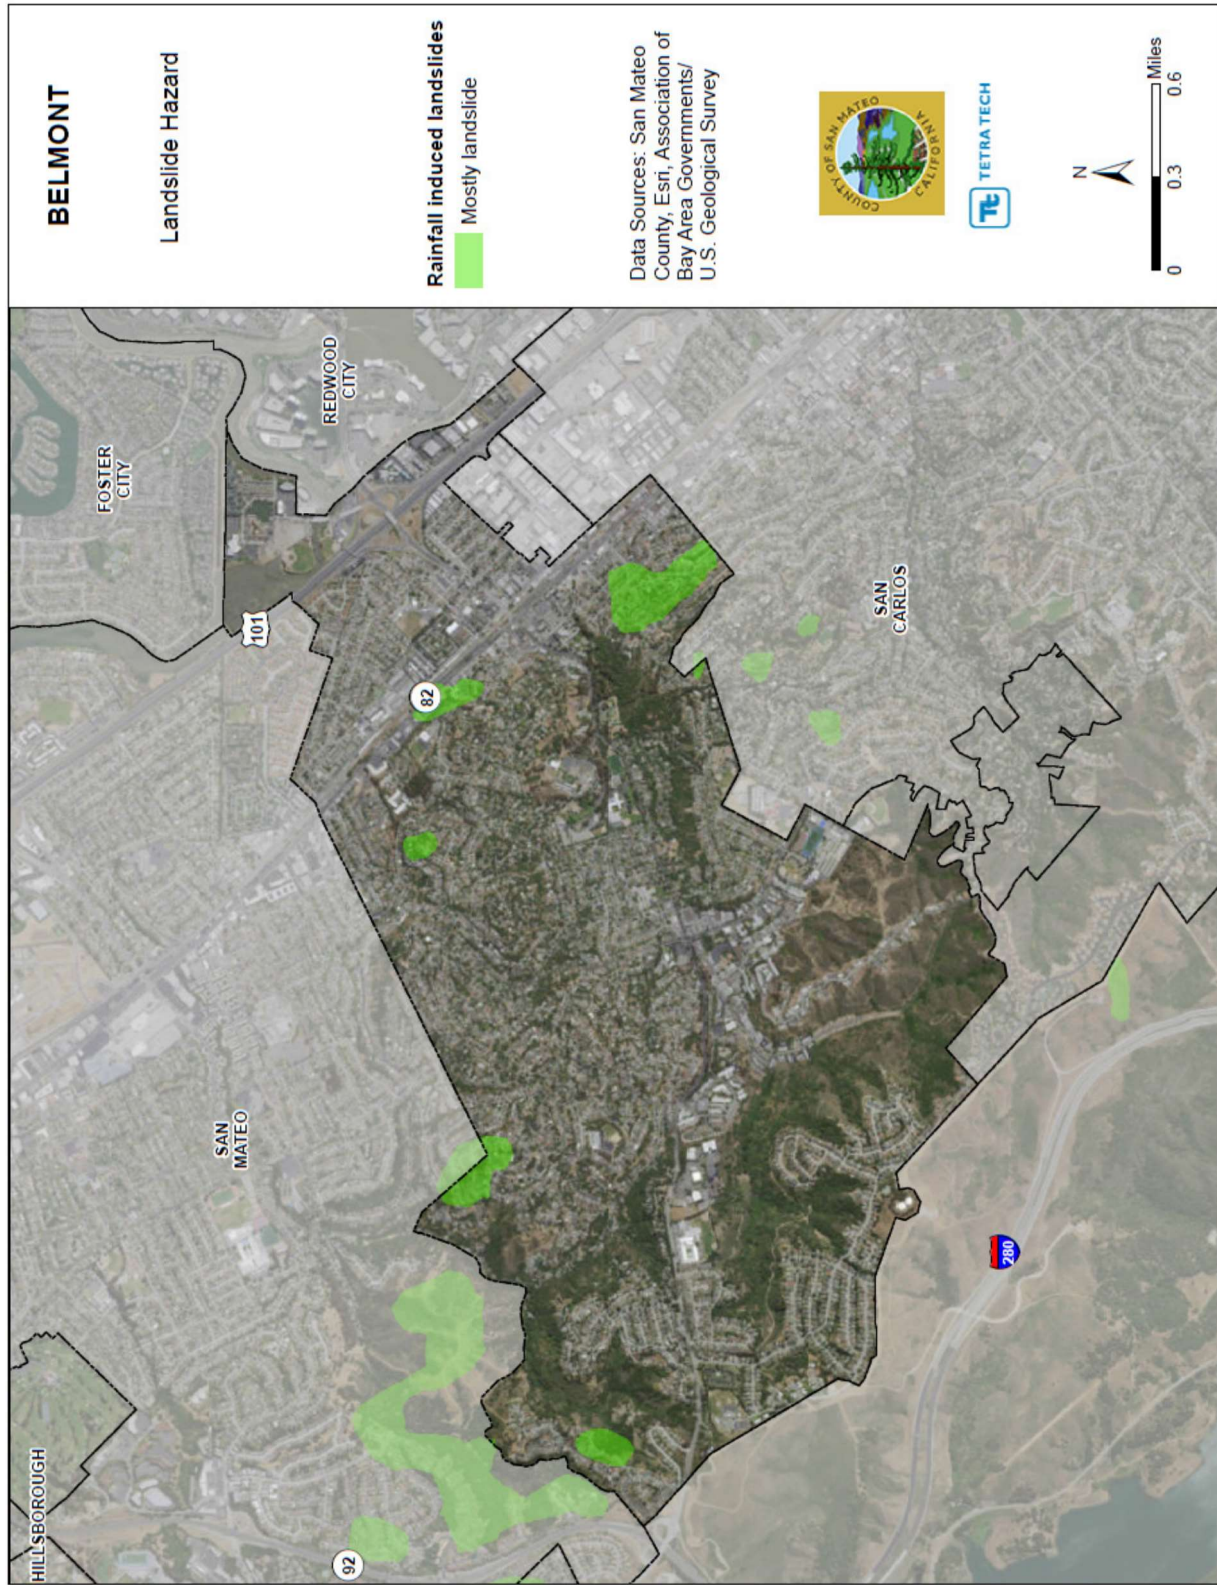 BELMONT
Landslide Hazard
Rainfall induced landslides
Mostly landslide
Data Sources: San Mateo
County, Esri, Association of
Bay Area Governments/
U.S. Geological Survey
COUNTY OF SAN MATEO
CALIFORNIA
Tt TETRA TECH
N
0 0.3 0.6
Miles
HILLSBOROUGH
92
SAN
MATEO
FOSTER
CITY
101
REDWOOD
CITY
82
SAN
CARLOS
280